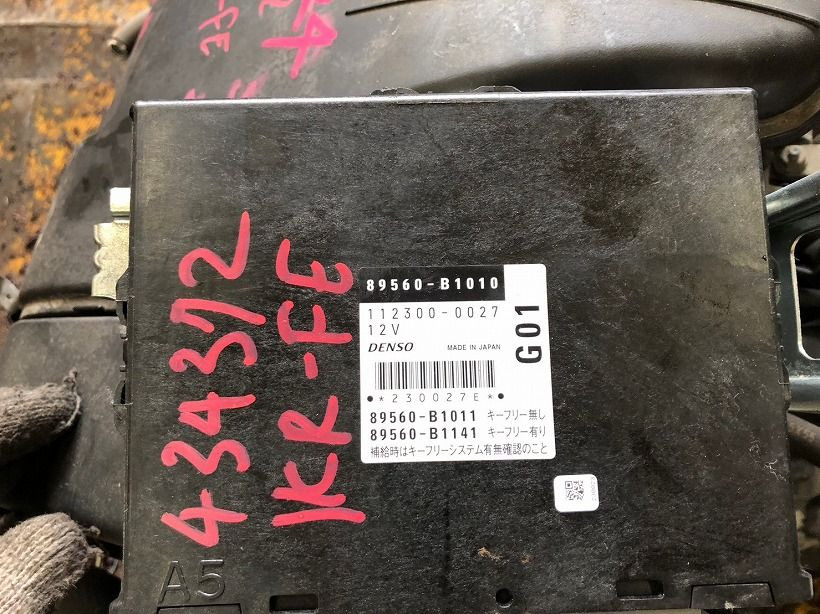 434372
1KR-FE
89560-B1010
112300-0027
12V
DENSO MADE IN JAPAN
G01
*230027E*
89560-B1011 キーフリー無し
89560-B1141 キーフリー有り
補給時はキーフリーシステム有無確認のこと
A5